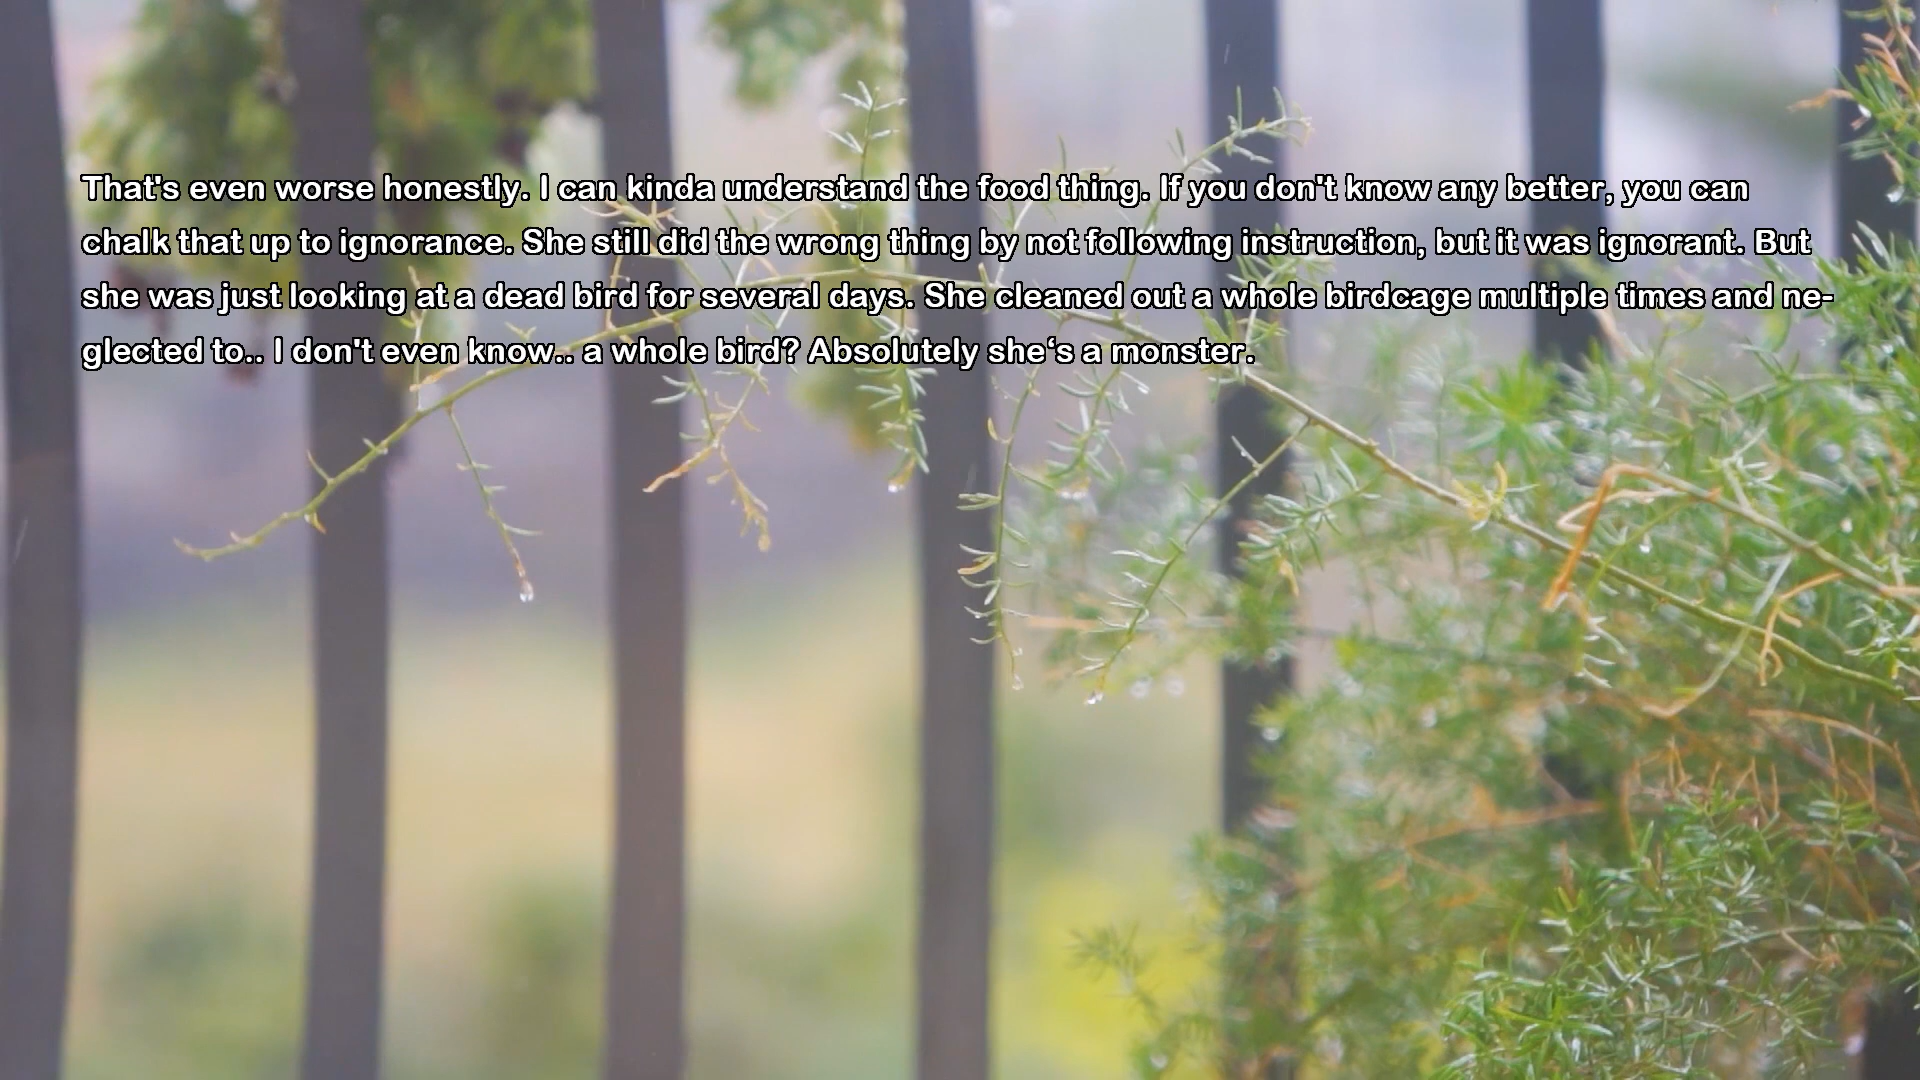 That's even worse honestly. I can kinda understand the food thing. If you don't know any better, you can
chalk that up to ignorance. She still did the wrong thing by not following instruction, but it was ignorant. But
she was just looking at a dead bird for several days. She cleaned out a whole birdcage multiple times and ne-
glected to.. I don't even know.. a whole bird? Absolutely she‘s a monster.